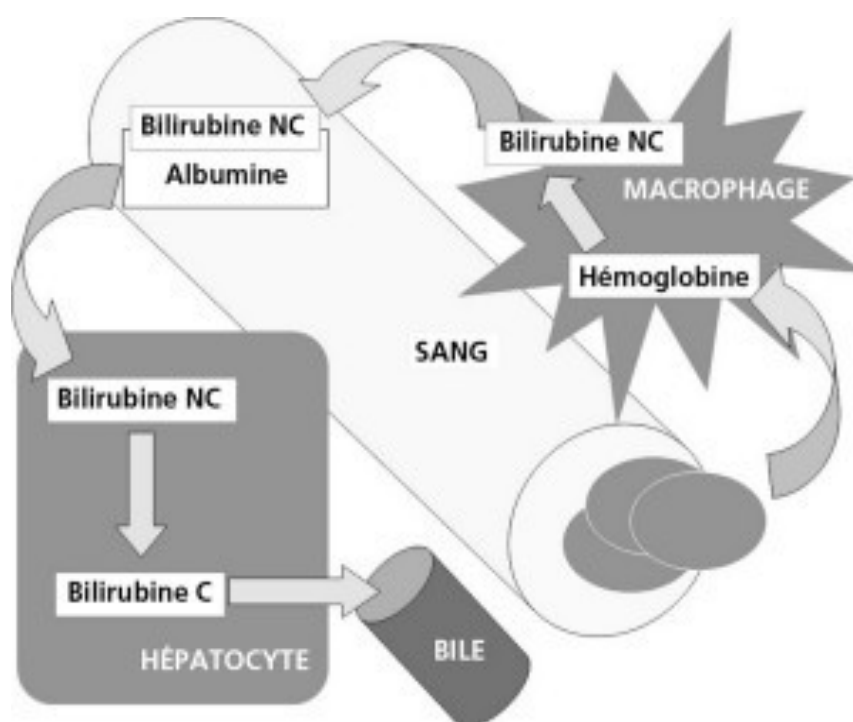 Bilirubine NC
Albumine
Bilirubine NC
MACROPHAGE
Hémoglobine
SANG
Bilirubine NC
Bilirubine C
HÉPATOCYTE
BILE